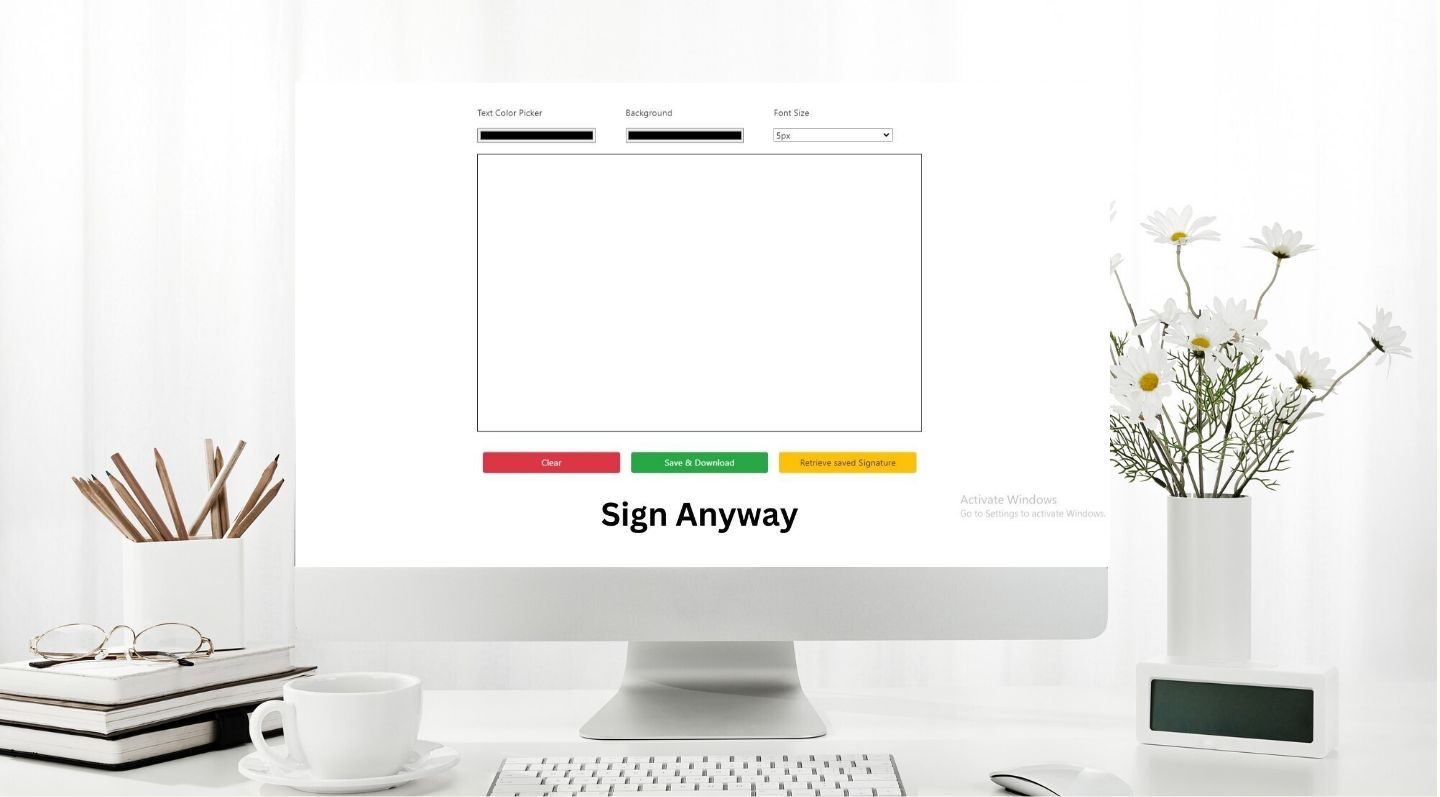 Text Color Picker
Background
Font Size
5px
Clear
Save & Download
Retrieve saved Signature
Sign Anyway
Activate Windows
Go to Settings to activate Windows.